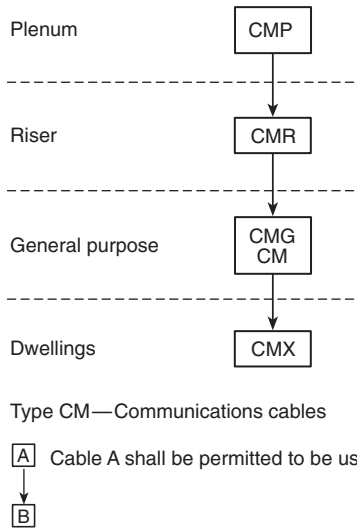 Plenum
CMP
Riser
CMR
General purpose
CMG
CM
Dwellings
CMX
Type CM—Communications cables
A Cable A shall be permitted to be us
B